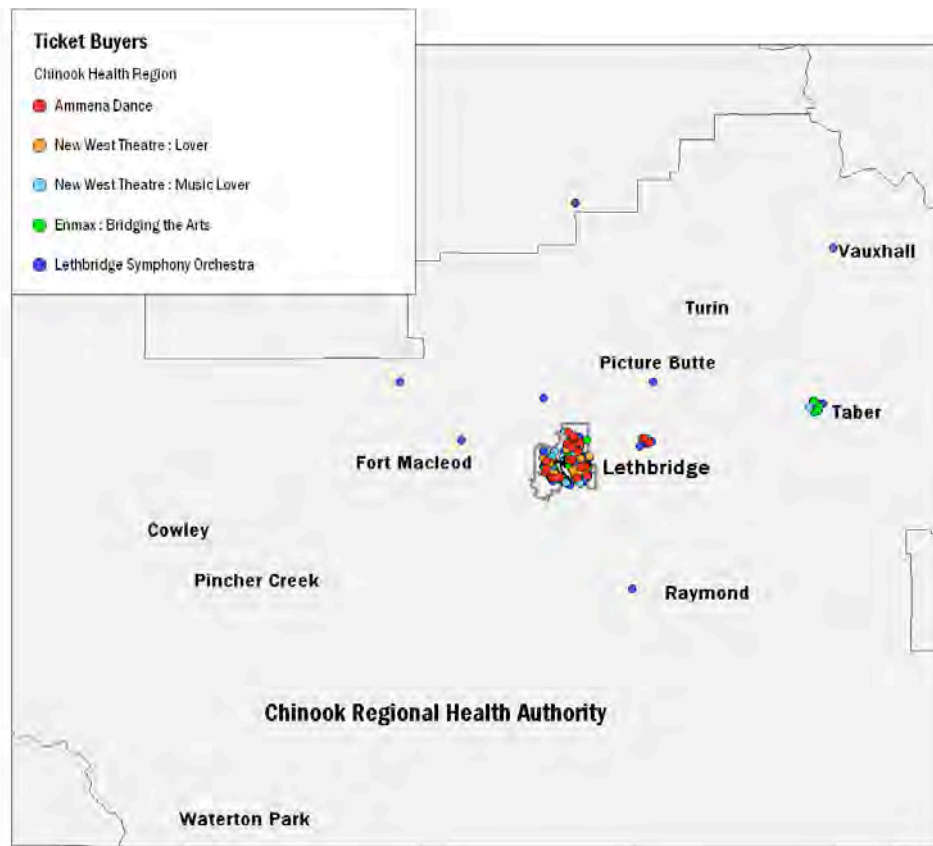 Ticket Buyers
Chinook Health Region
Ammena Dance
New West Theatre : Lover
New West Theatre : Music Lover
Enmax : Bridging the Arts
Lethbridge Symphony Orchestra
Vauxhall
Turin
Picture Butte
Taber
Fort Macleod
Lethbridge
Cowley
Pincher Creek
Raymond
Chinook Regional Health Authority
Waterton Park